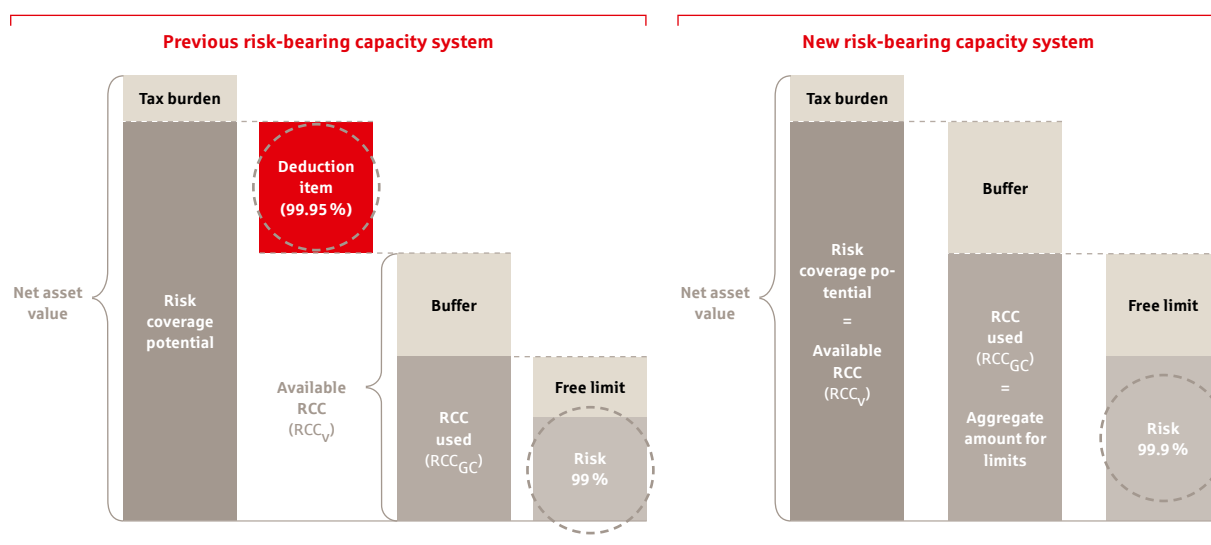 Previous risk-bearing capacity system
Tax burden
Deduction
item
(99.95 %)
Net asset
value
Risk
coverage
potential
Buffer
Available
RCC
(RCCV)
RCC
used
(RCCGC)
Free limit
Risk
99 %
New risk-bearing capacity system
Tax burden
Buffer
Net asset
value
Risk
coverage po-
tential
=
Available
RCC
(RCCV)
RCC
used
(RCCGC)
=
Aggregate
amount for
limits
Free limit
Risk
99.9 %